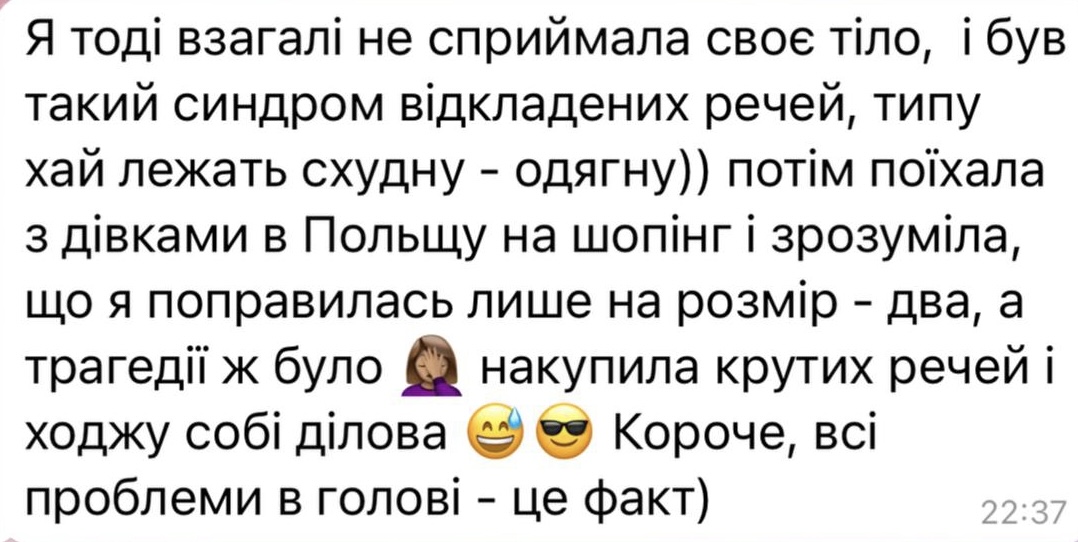 Я тоді взагалі не сприймала своє тіло,  і був
такий синдром відкладених речей, типу
хай лежать схудну - одягну)) потім поїхала
з дівками в Польщу на шопінг і зрозуміла,
що я поправилась лише на розмір - два, а
трагедії ж було 🤦🏽‍♀️ накупила крутих речей і
ходжу собі ділова 😅😎 Короче, всі
проблеми в голові - це факт)
22:37